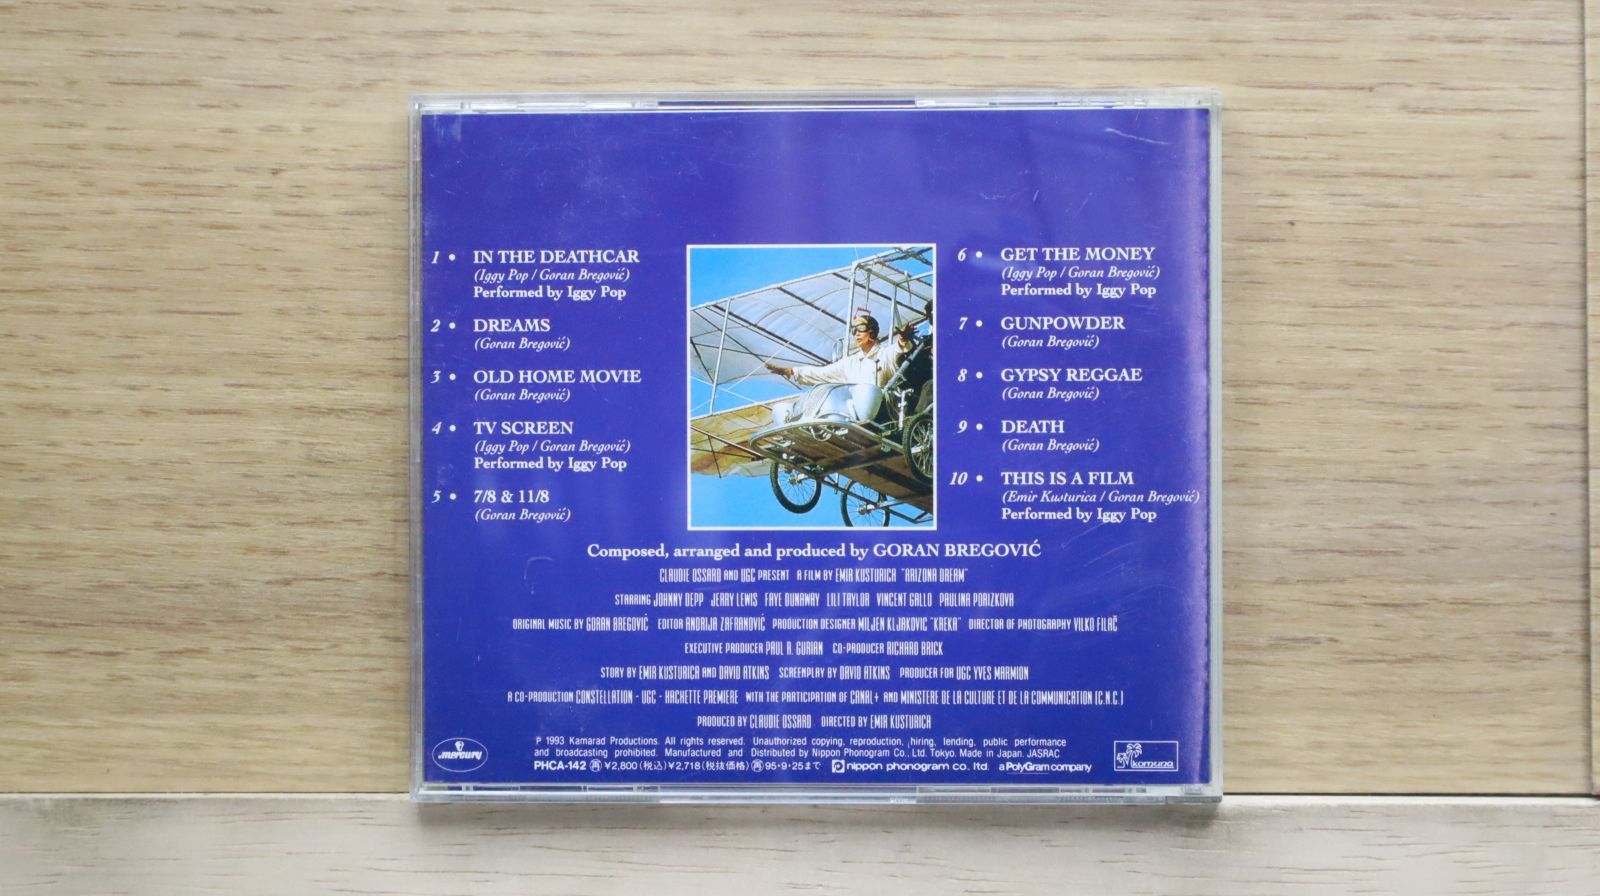 1 • IN THE DEATHCAR
(Iggy Pop / Goran Bregović)
Performed by Iggy Pop
2 • DREAMS
(Goran Bregović)
3 • OLD HOME MOVIE
(Goran Bregović)
4 • TV SCREEN
(Iggy Pop / Goran Bregović)
Performed by Iggy Pop
5 • 7/8 & 11/8
(Goran Bregović)
6 • GET THE MONEY
(Iggy Pop / Goran Bregović)
Performed by Iggy Pop
7 • GUNPOWDER
(Goran Bregović)
8 • GYPSY REGGAE
(Goran Bregović)
9 • DEATH
(Goran Bregović)
10 • THIS IS A FILM
(Emir Kusturica / Goran Bregović)
Performed by Iggy Pop
Composed, arranged and produced by GORAN BREGOVIĆ
CLAUDIE OSSARD AND UGC PRESENT A FILM BY EMIR KUSTURICA "ARIZONA DREAM"
STARRING JOHNNY DEPP JERRY LEWIS FAYE DUNAWAY LILI TAYLOR VINCENT GALLO PAULINA PORIZKOVA
ORIGINAL MUSIC BY GORAN BREGOVIĆ EDITOR ANDRIJA ZAFRANOVIĆ PRODUCTION DESIGNER MILJEN KLJAKOVIC "KREKA" DIRECTOR OF PHOTOGRAPHY VILKO FILAČ
EXECUTIVE PRODUCER PAUL R. GURIAN CO-PRODUCER RICHARD BRICK
STORY BY EMIR KUSTURICA AND DAVID ATKINS SCREENPLAY BY DAVID ATKINS PRODUCER FOR UGC YVES MARMION
A CO-PRODUCTION CONSTELLATION - UGC - HACHETTE PREMIERE WITH THE PARTICIPATION OF CANAL+ AND MINISTERE DE LA CULTURE ET DE LA COMMUNICATION (C.N.C.)
PRODUCED BY CLAUDIE OSSARD DIRECTED BY EMIR KUSTURICA
℗ 1993 Kamarad Productions. All rights reserved. Unauthorized copying, reproduction, hiring, lending, public performance
and broadcasting prohibited. Manufactured and Distributed by Nippon Phonogram Co., Ltd. Tokyo. Made in Japan. JASRAC
PHCA-142 ㊄ ¥2,800(税込)¥2,718(税抜価格) 再 95・9・25まで nippon phonogram co. ltd. a PolyGram company
mercury
komuna